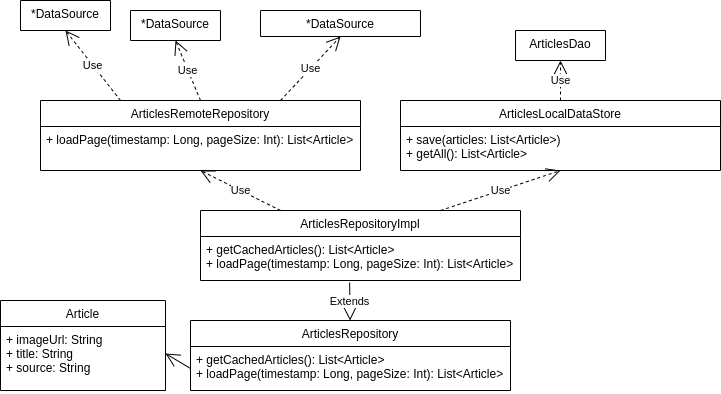 *DataSource
*DataSource
*DataSource
ArticlesDao
Use
Use
Use
Use
ArticlesRemoteRepository
+ loadPage(timestamp: Long, pageSize: Int): List<Article>
ArticlesLocalDataStore
+ save(articles: List<Article>)
+ getAll(): List<Article>
Use
Use
ArticlesRepositoryImpl
+ getCachedArticles(): List<Article>
+ loadPage(timestamp: Long, pageSize: Int): List<Article>
Extends
Article
+ imageUrl: String
+ title: String
+ source: String
ArticlesRepository
+ getCachedArticles(): List<Article>
+ loadPage(timestamp: Long, pageSize: Int): List<Article>